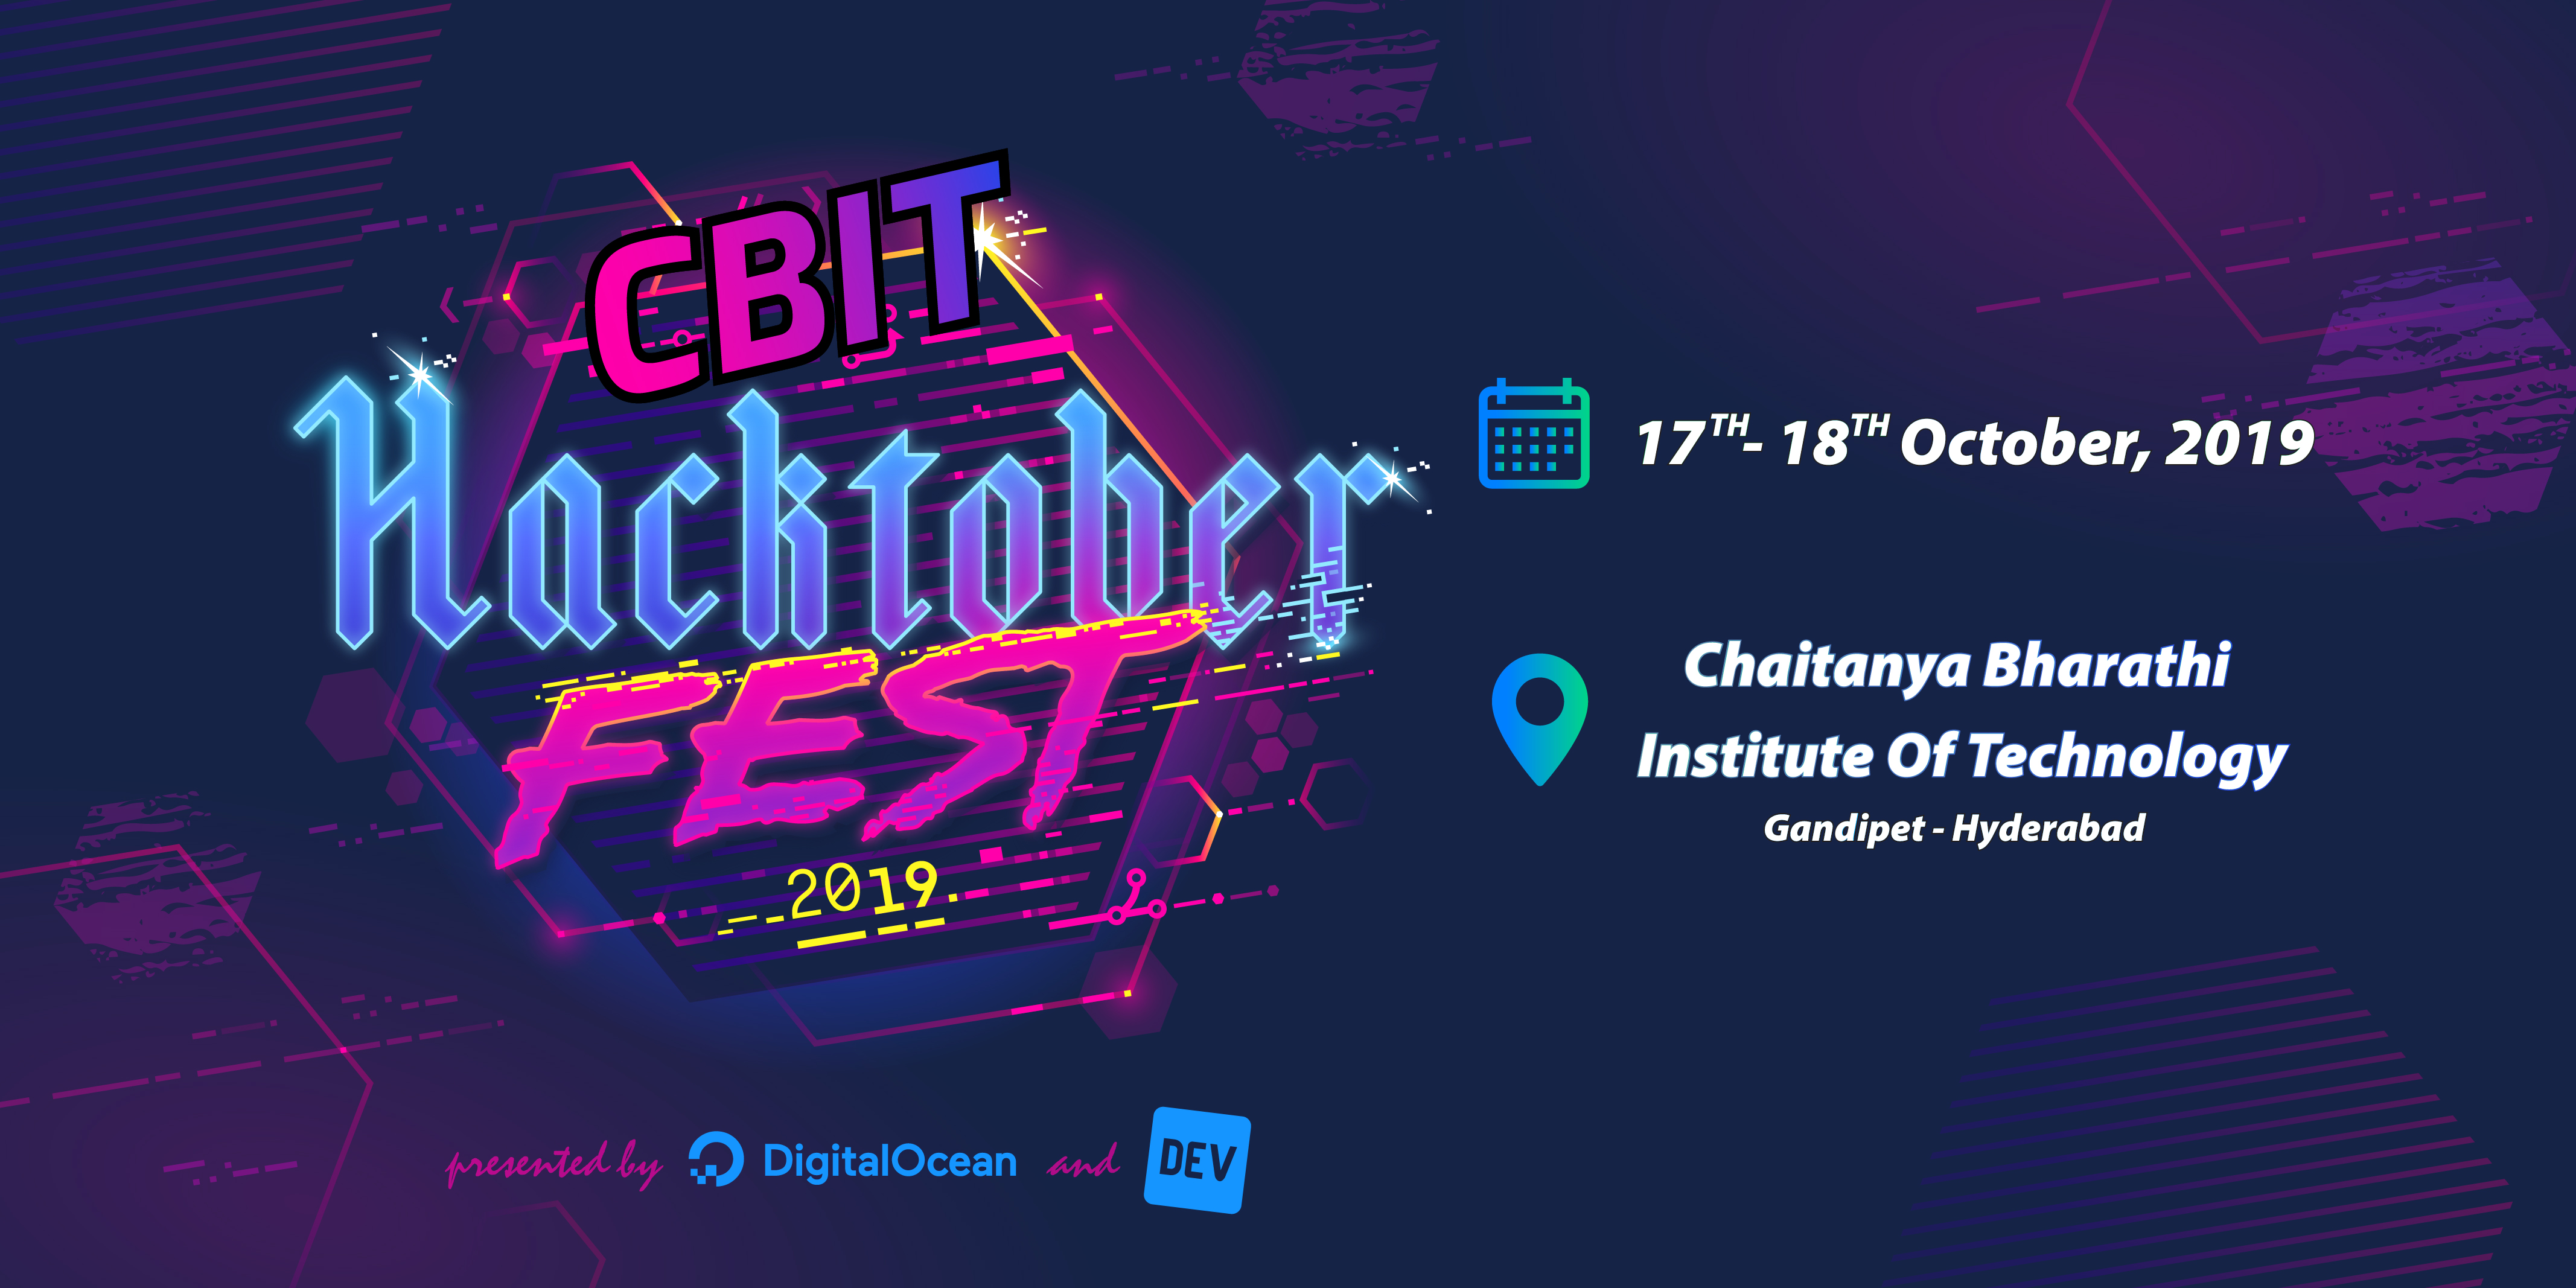 CBIT
Hacktober
FEST
2019
presented by DigitalOcean and DEV
17TH- 18TH October, 2019
Chaitanya Bharathi
Institute Of Technology
Gandipet - Hyderabad